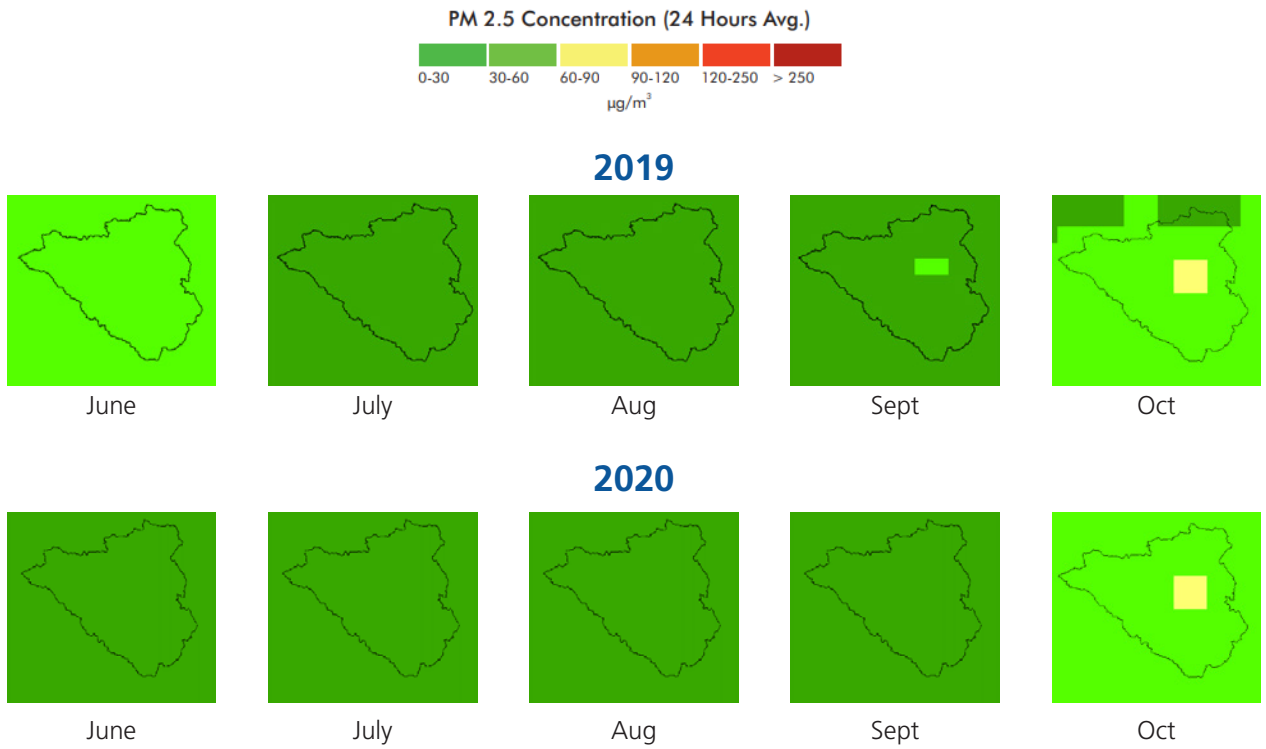 PM 2.5 Concentration (24 Hours Avg.)
0-30 30-60 60-90 90-120 120-250 > 250
µg/m³
2019
June July Aug Sept Oct
2020
June July Aug Sept Oct